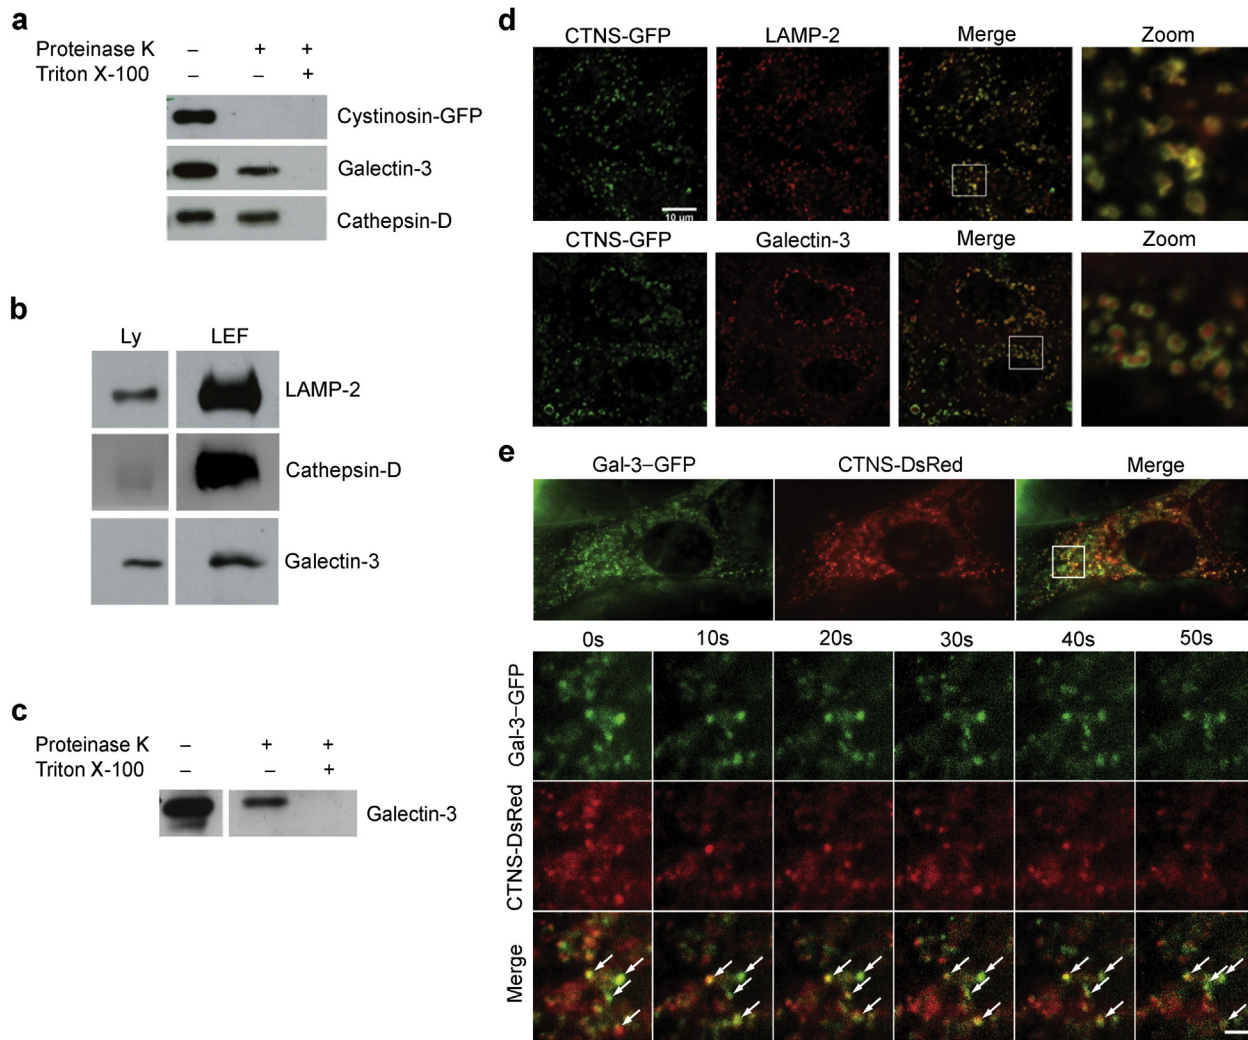 a
Proteinase K – + +
Triton X-100 – – +
Cystinosin-GFP
Galectin-3
Cathepsin-D
b
Ly LEF
LAMP-2
Cathepsin-D
Galectin-3
c
Proteinase K – + +
Triton X-100 – – +
Galectin-3
d
CTNS-GFP LAMP-2 Merge Zoom
10 µm
CTNS-GFP Galectin-3 Merge Zoom
e
Gal-3–GFP CTNS-DsRed Merge
0s 10s 20s 30s 40s 50s
Gal-3–GFP
CTNS-DsRed
Merge